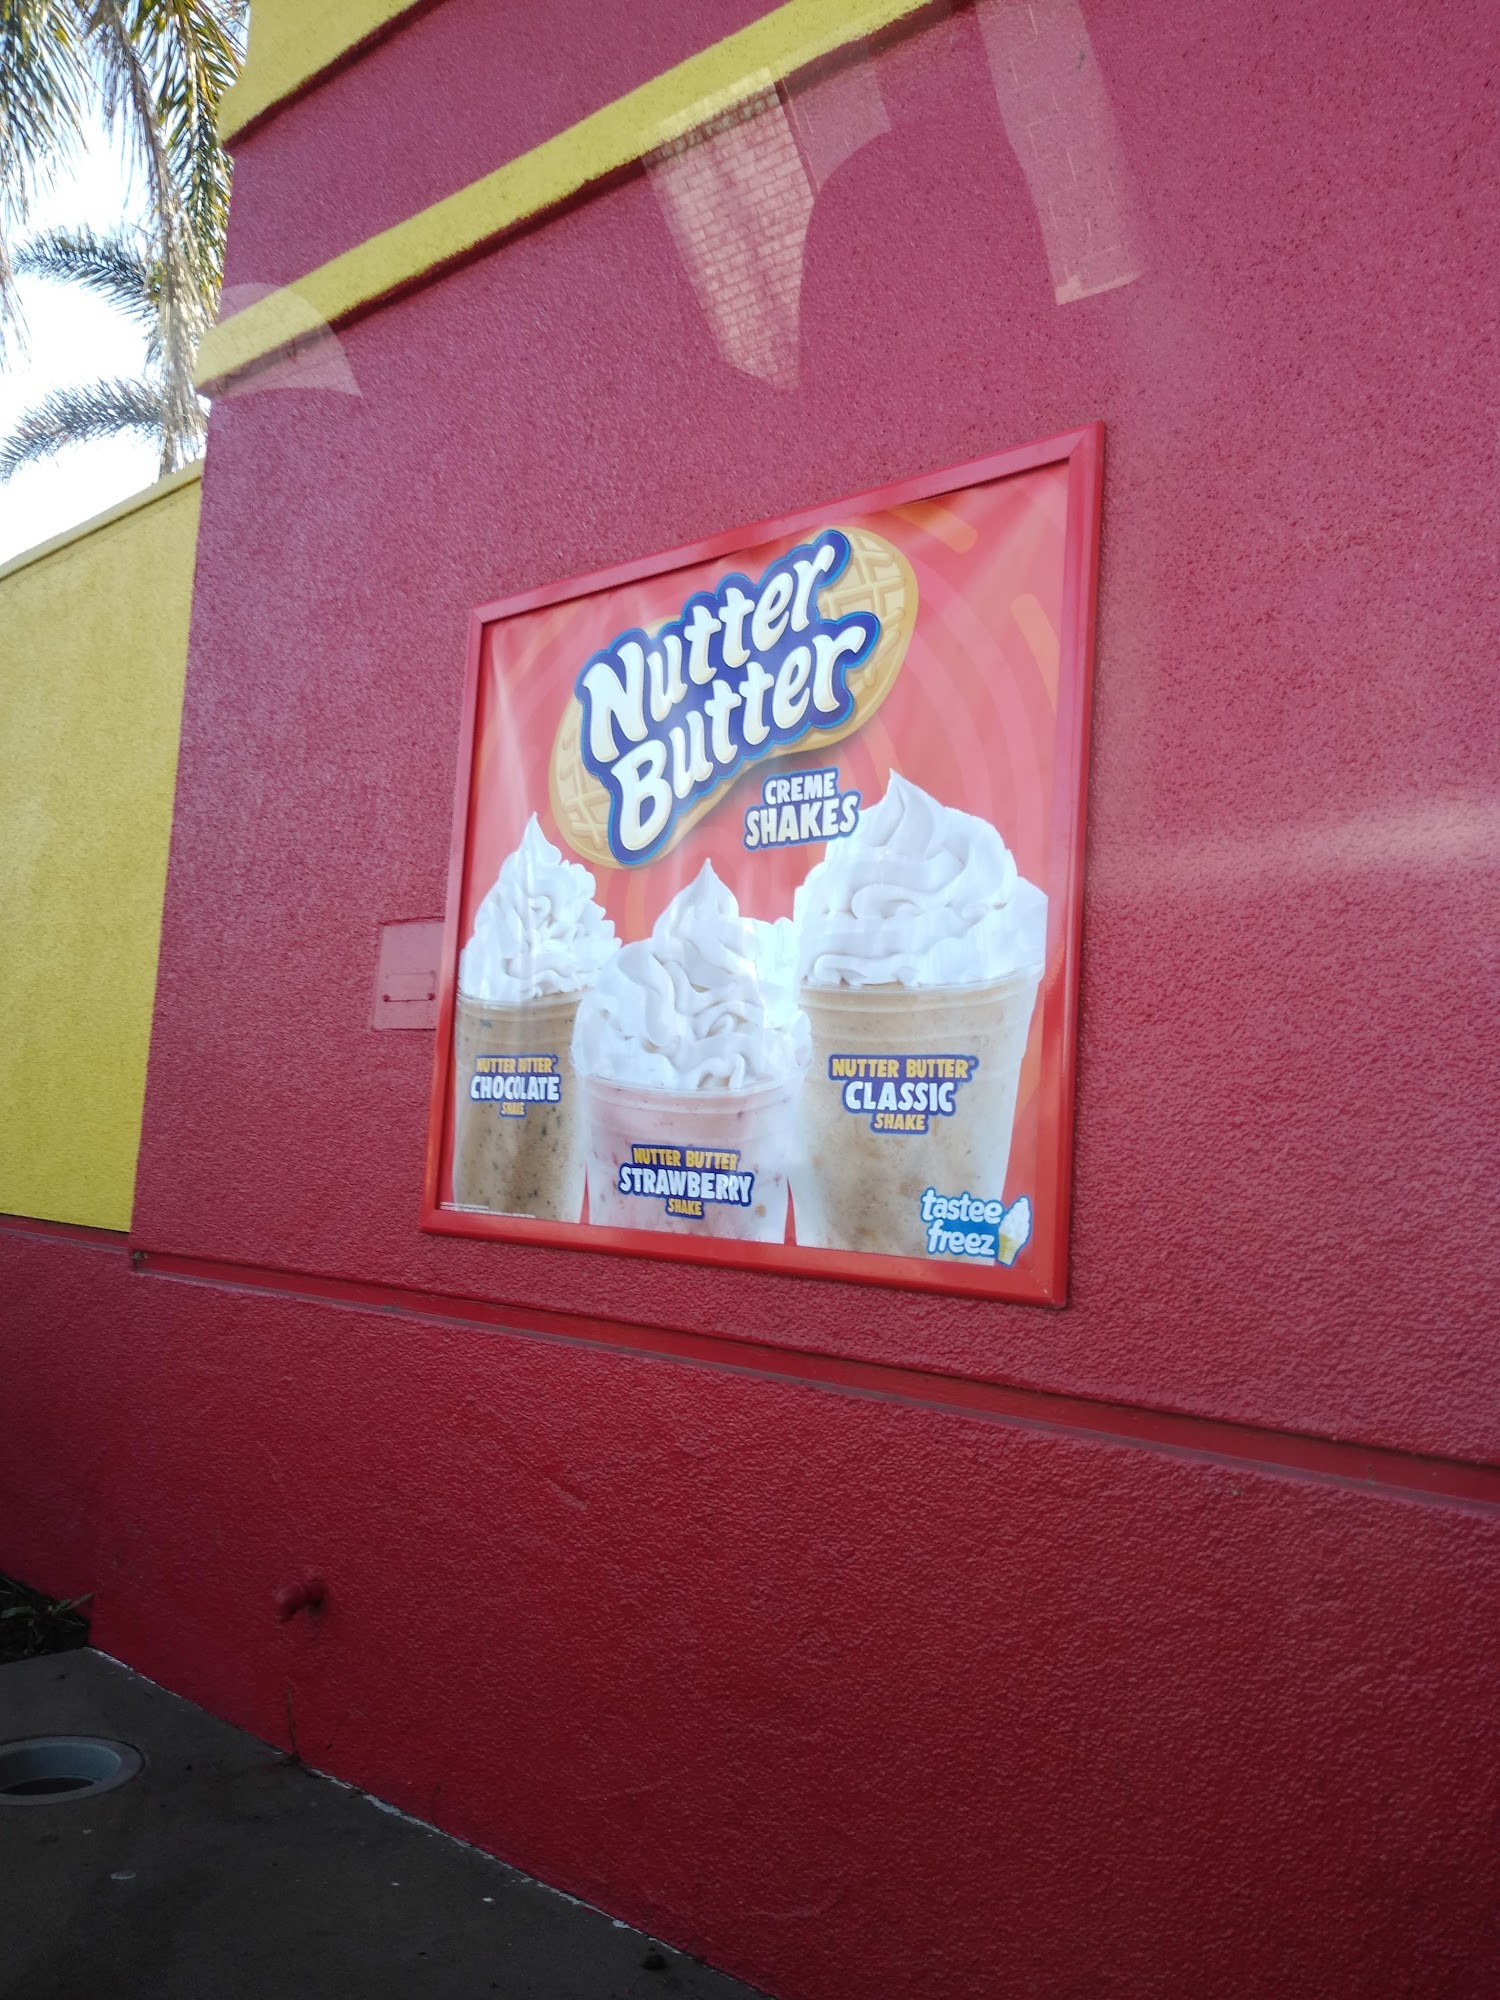 Nutter
Butter
CREME
SHAKES
NUTTER BUTTER
CHOCOLATE
SHAKE
NUTTER BUTTER
STRAWBERRY
SHAKE
NUTTER BUTTER®
CLASSIC
SHAKE
tastee
freez